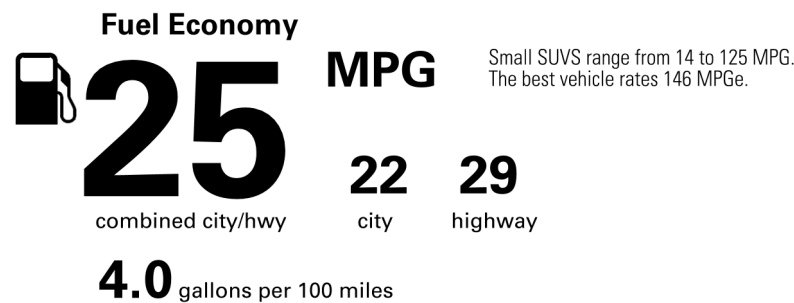 Fuel Economy
25
MPG
Small SUVS range from 14 to 125 MPG.
The best vehicle rates 146 MPGe.
22 29
combined city/hwy city highway
4.0 gallons per 100 miles